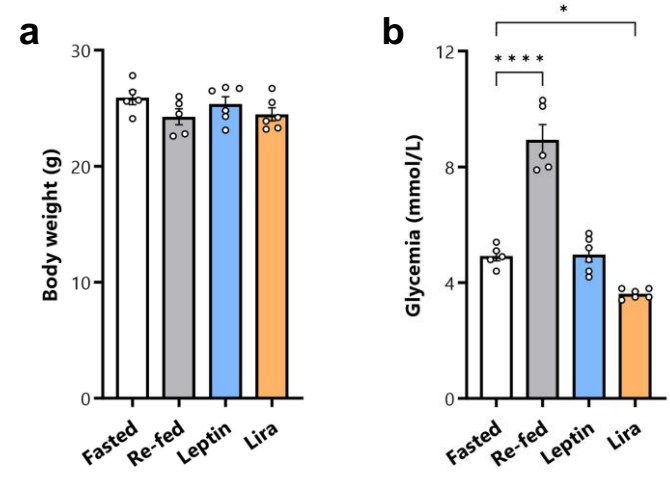 a
Body weight (g)
30
20
10
0
Fasted
Re-fed
Leptin
Lira
b
Glycemia (mmol/L)
12
8
4
0
*
****
Fasted
Re-fed
Leptin
Lira